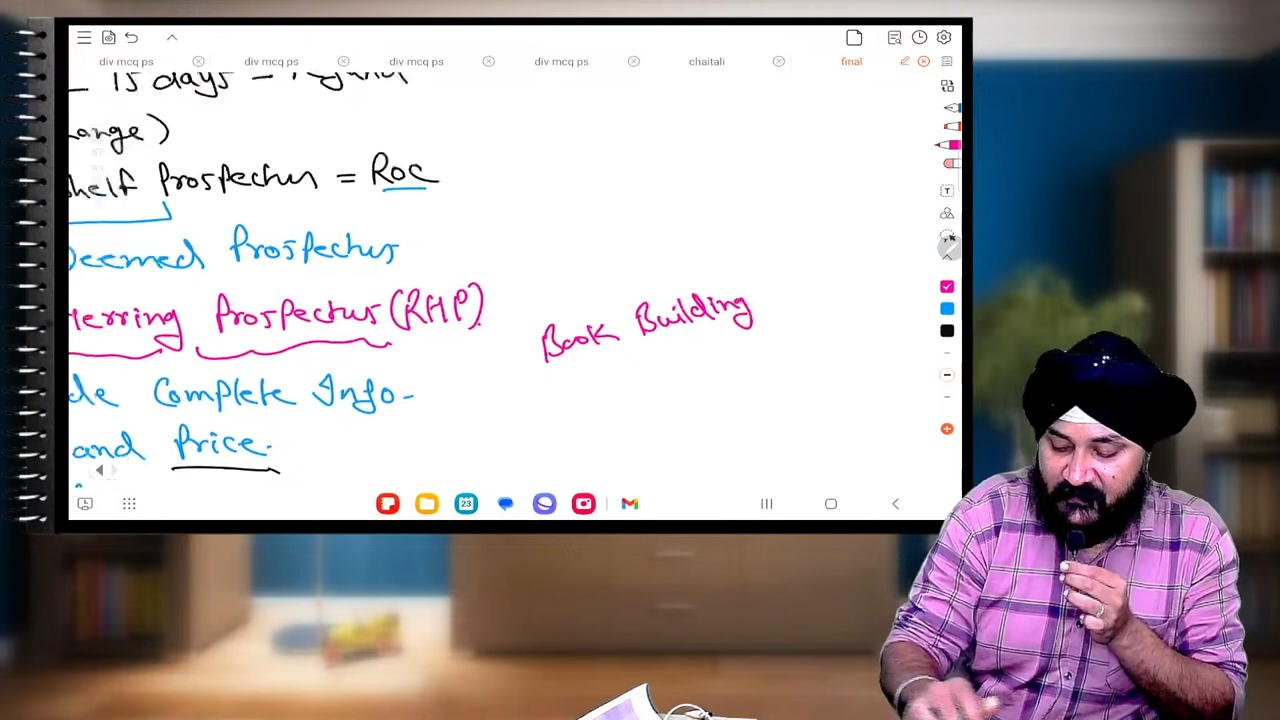 div mcq ps
div mcq ps
div mcq ps
div mcq ps
chaitali
final
15 days =
ange)
helf Prospectus = Roc
Deemed Prospectus
Herring Prospectus (RHP)
Book Building
de Complete Info-
and Price.
23
T